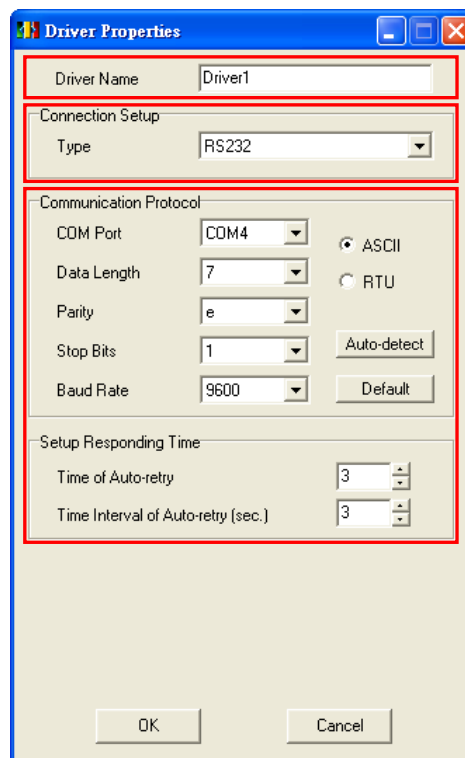 Driver Properties
Driver Name Driver1
Connection Setup
Type RS232
Communication Protocol
COM Port COM4 ASCII
Data Length 7 RTU
Parity e
Stop Bits 1 Auto-detect
Baud Rate 9600 Default
Setup Responding Time
Time of Auto-retry 3
Time Interval of Auto-retry (sec.) 3
OK Cancel